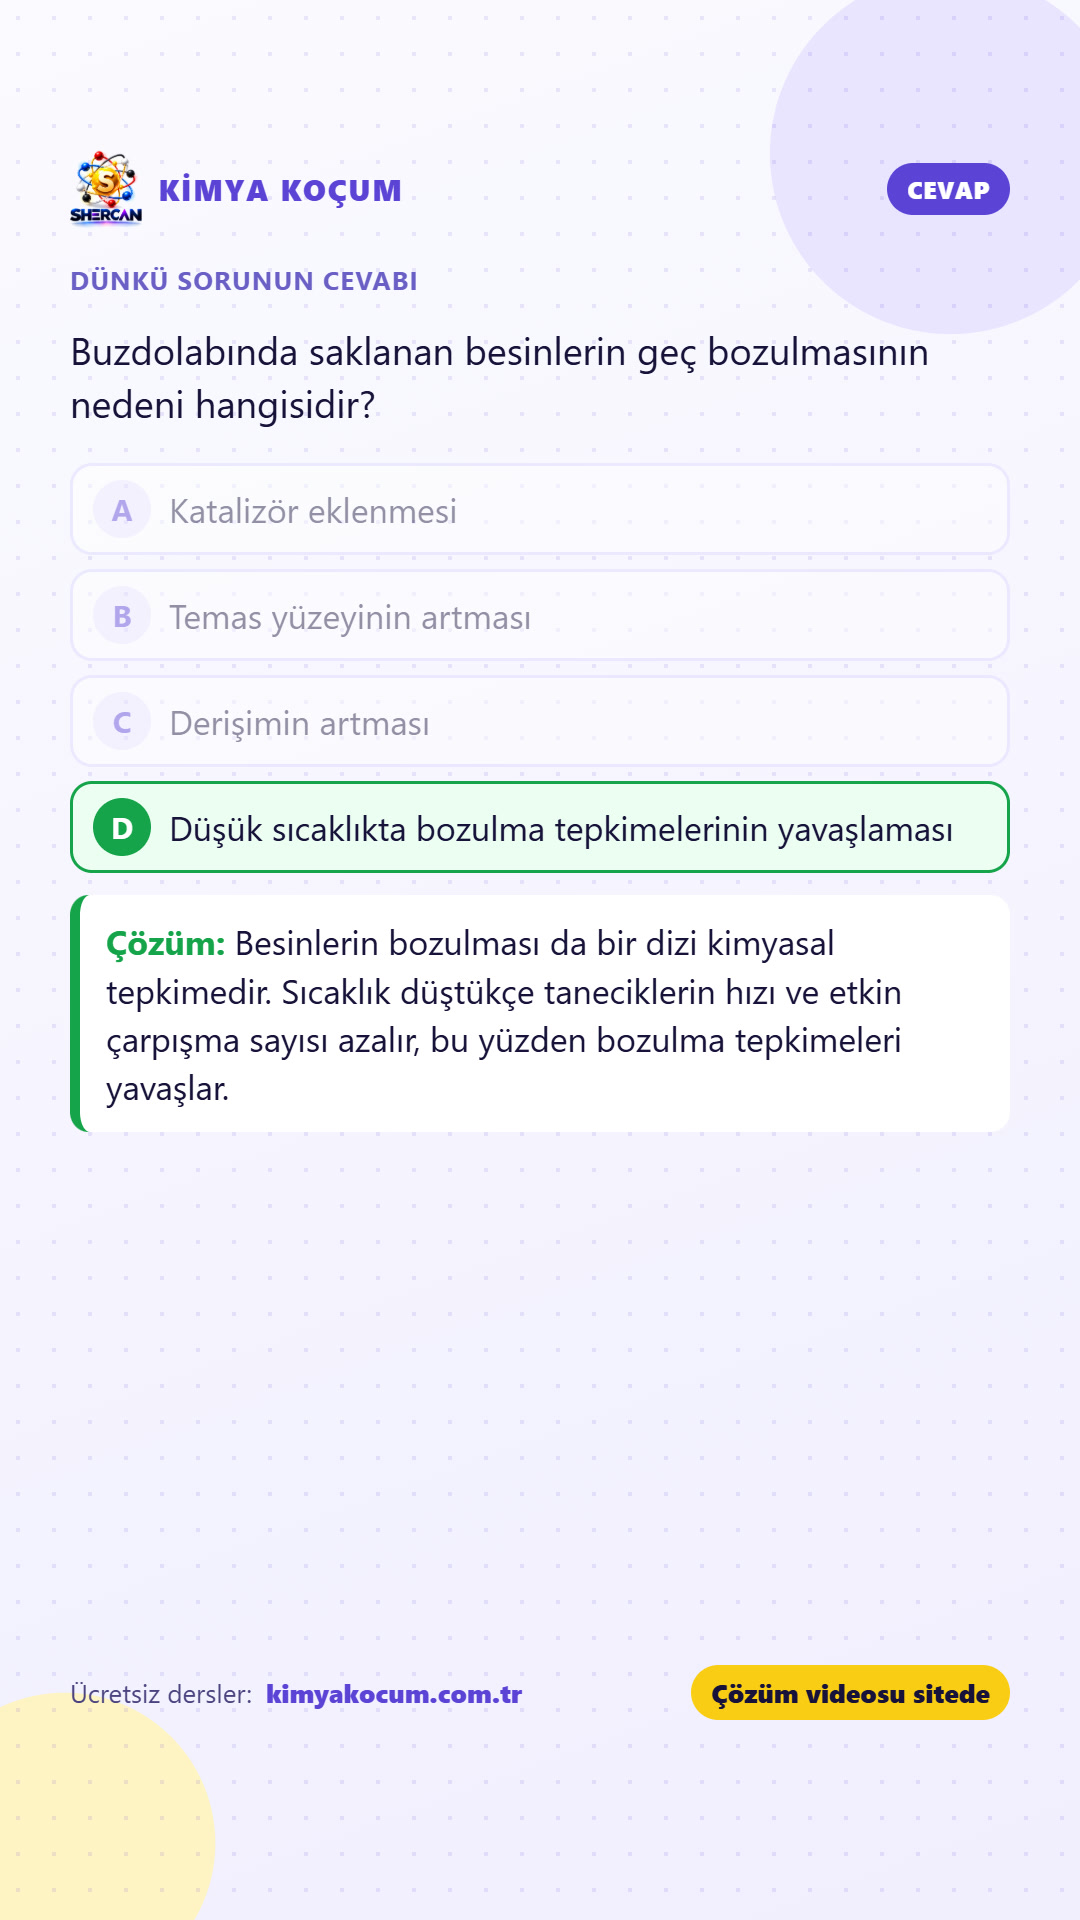 SHERCAN
KİMYA KOÇUM
CEVAP
DÜNKÜ SORUNUN CEVABI
Buzdolabında saklanan besinlerin geç bozulmasının
nedeni hangisidir?
A Katalizör eklenmesi
B Temas yüzeyinin artması
C Derişimin artması
D Düşük sıcaklıkta bozulma tepkimelerinin yavaşlaması
Çözüm: Besinlerin bozulması da bir dizi kimyasal
tepkimedir. Sıcaklık düştükçe taneciklerin hızı ve etkin
çarpışma sayısı azalır, bu yüzden bozulma tepkimeleri
yavaşlar.
Ücretsiz dersler: kimyakocum.com.tr
Çözüm videosu sitede